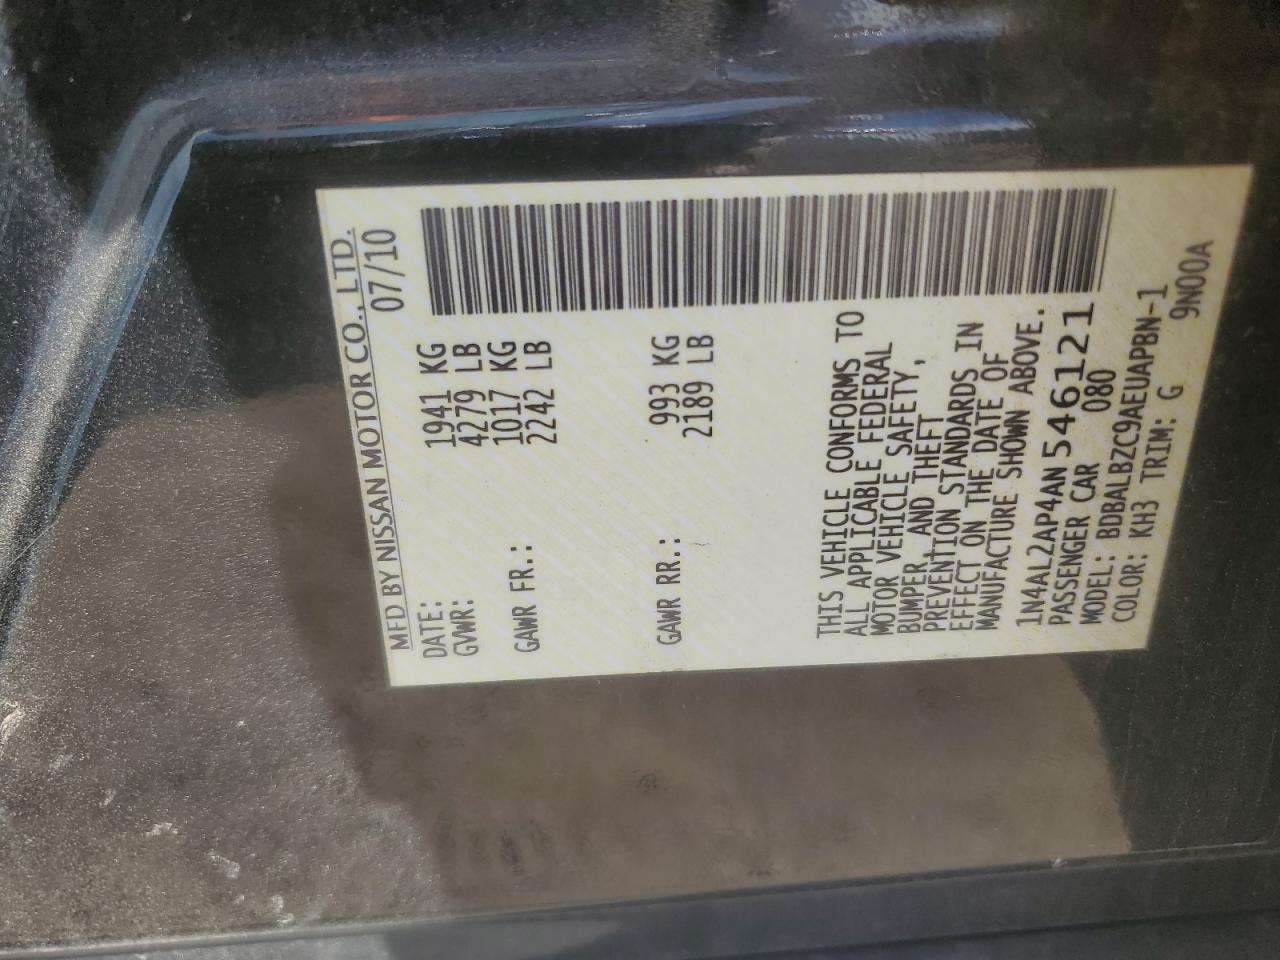 MFD BY NISSAN MOTOR CO., LTD.
DATE: 07/10
GVWR: 1941 KG
4279 LB
GAWR FR.: 1017 KG
2242 LB
GAWR RR.: 993 KG
2189 LB
THIS VEHICLE CONFORMS TO
ALL APPLICABLE FEDERAL
MOTOR VEHICLE SAFETY,
BUMPER, AND THEFT
PREVENTION STANDARDS IN
EFFECT ON THE DATE OF
MANUFACTURE SHOWN ABOVE.
1N4AL2AP4AN546121
PASSENGER CAR 080
MODEL: BDBALBZC9AEUAPBN-1
COLOR: KH3 TRIM: G 9N00A